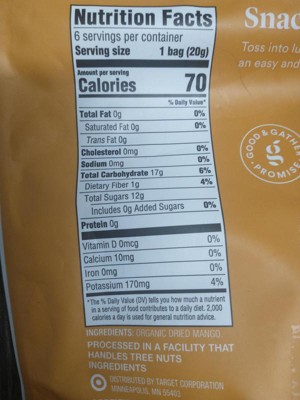 Nutrition Facts
6 servings per container
Serving size 1 bag (20g)
Amount per serving
Calories 70
% Daily Value*
Total Fat 0g 0%
Saturated Fat 0g 0%
Trans Fat 0g
Cholesterol 0mg 0%
Sodium 0mg 0%
Total Carbohydrate 17g 6%
Dietary Fiber 1g 4%
Total Sugars 12g
Includes 0g Added Sugars 0%
Protein 0g
Vitamin D 0mcg 0%
Calcium 10mg 0%
Iron 0mg 0%
Potassium 170mg 4%
*The % Daily Value (DV) tells you how much a nutrient
in a serving of food contributes to a daily diet. 2,000
calories a day is used for general nutrition advice.
INGREDIENTS: ORGANIC DRIED MANGO.
PROCESSED IN A FACILITY THAT
HANDLES TREE NUTS
INGREDIENTS
DISTRIBUTED BY TARGET CORPORATION
MINNEAPOLIS, MN 55403
Snac
Toss into lu
an easy and
GOOD & GATHER
g
PROMIS